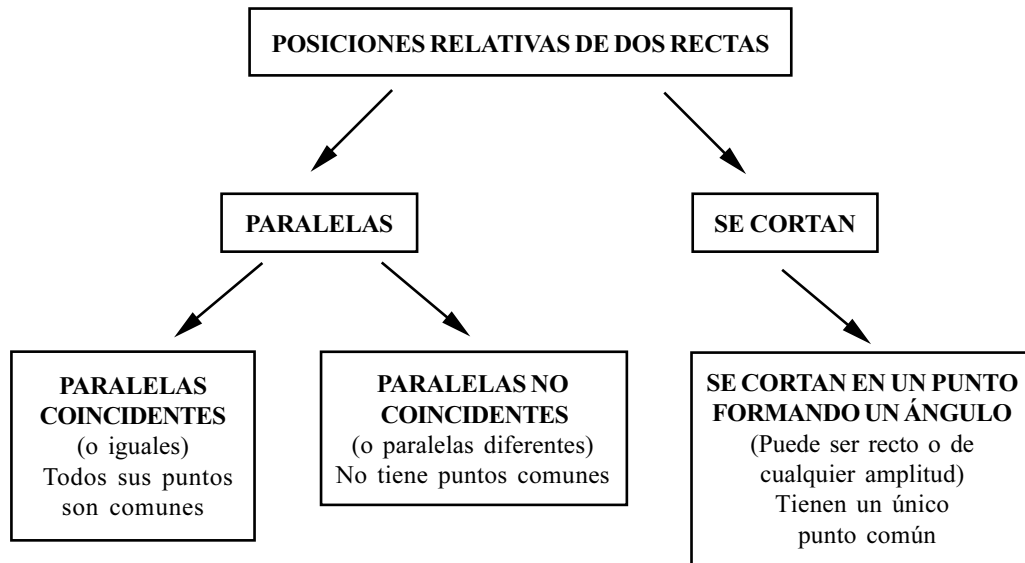 POSICIONES RELATIVAS DE DOS RECTAS
PARALELAS
SE CORTAN
PARALELAS
COINCIDENTES
(o iguales)
Todos sus puntos
son comunes
PARALELAS NO
COINCIDENTES
(o paralelas diferentes)
No tiene puntos comunes
SE CORTAN EN UN PUNTO
FORMANDO UN ÁNGULO
(Puede ser recto o de
cualquier amplitud)
Tienen un único
punto común